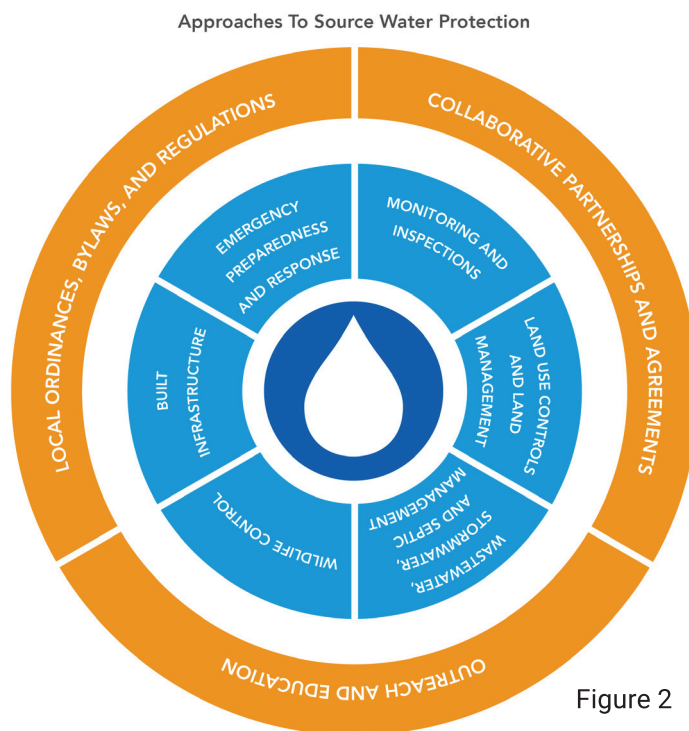 Approaches To Source Water Protection
LOCAL ORDINANCES, BYLAWS, AND REGULATIONS
COLLABORATIVE PARTNERSHIPS AND AGREEMENTS
OUTREACH AND EDUCATION
EMERGENCY
PREPAREDNESS
AND RESPONSE
MONITORING AND
INSPECTIONS
LAND USE CONTROLS
AND LAND
MANAGEMENT
WASTEWATER,
STORMWATER,
AND SEPTIC
MANAGEMENT
WILDLIFE CONTROL
BUILT
INFRASTRUCTURE
Figure 2